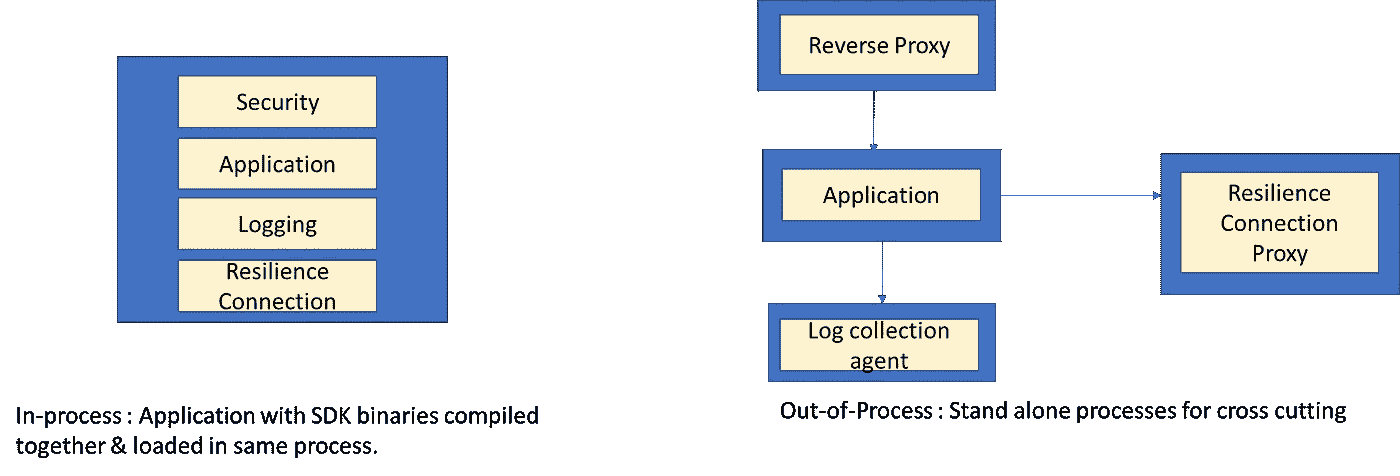 Security
Application
Logging
Resilience
Connection
In-process : Application with SDK binaries compiled
together & loaded in same process.
Reverse Proxy
Application
Resilience
Connection
Proxy
Log collection
agent
Out-of-Process : Stand alone processes for cross cutting